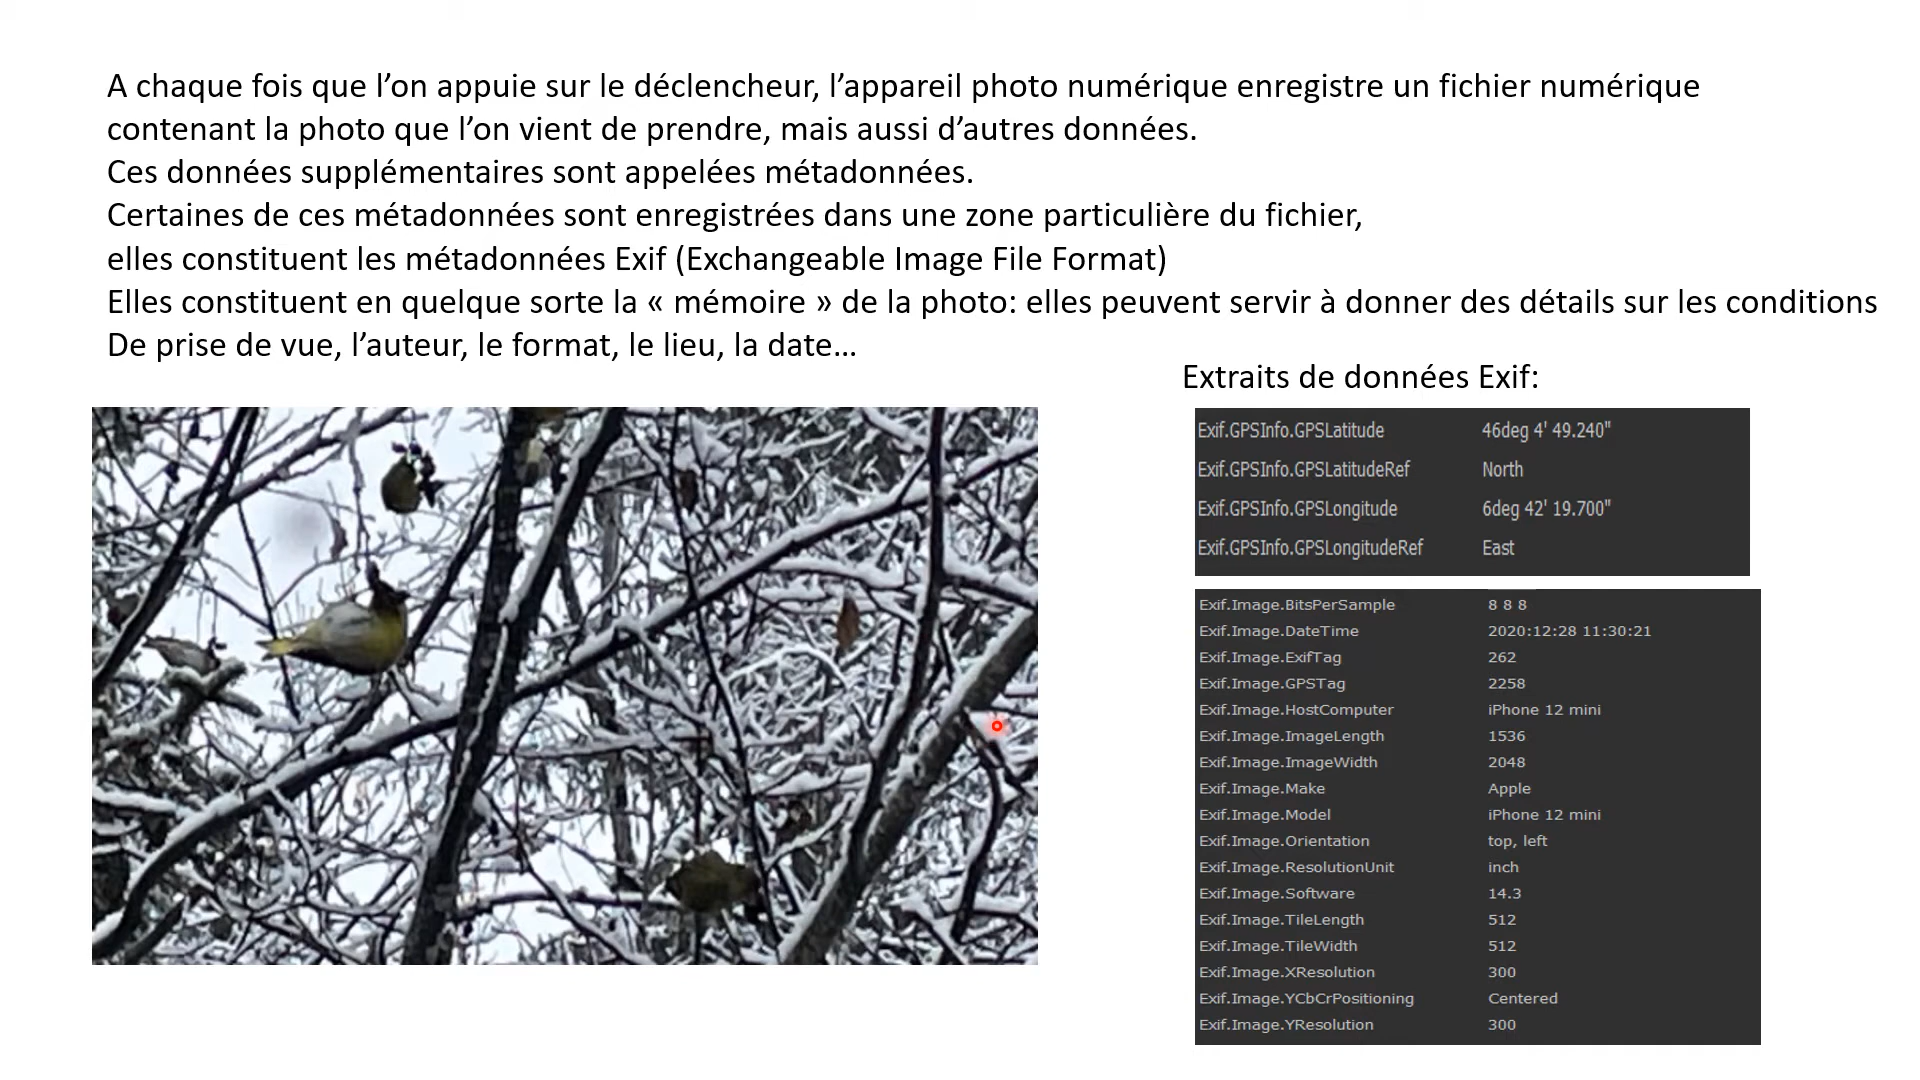 A chaque fois que l’on appuie sur le déclencheur, l’appareil photo numérique enregistre un fichier numérique
contenant la photo que l’on vient de prendre, mais aussi d’autres données.
Ces données supplémentaires sont appelées métadonnées.
Certaines de ces métadonnées sont enregistrées dans une zone particulière du fichier,
elles constituent les métadonnées Exif (Exchangeable Image File Format)
Elles constituent en quelque sorte la « mémoire » de la photo: elles peuvent servir à donner des détails sur les conditions
De prise de vue, l’auteur, le format, le lieu, la date…
Extraits de données Exif:
Exif.GPSInfo.GPSLatitude 46deg 4' 49.240"
Exif.GPSInfo.GPSLatitudeRef North
Exif.GPSInfo.GPSLongitude 6deg 42' 19.700"
Exif.GPSInfo.GPSLongitudeRef East
Exif.Image.BitsPerSample 8 8 8
Exif.Image.DateTime 2020:12:28 11:30:21
Exif.Image.ExifTag 262
Exif.Image.GPSTag 2258
Exif.Image.HostComputer iPhone 12 mini
Exif.Image.ImageLength 1536
Exif.Image.ImageWidth 2048
Exif.Image.Make Apple
Exif.Image.Model iPhone 12 mini
Exif.Image.Orientation top, left
Exif.Image.ResolutionUnit inch
Exif.Image.Software 14.3
Exif.Image.TileLength 512
Exif.Image.TileWidth 512
Exif.Image.XResolution 300
Exif.Image.YCbCrPositioning Centered
Exif.Image.YResolution 300